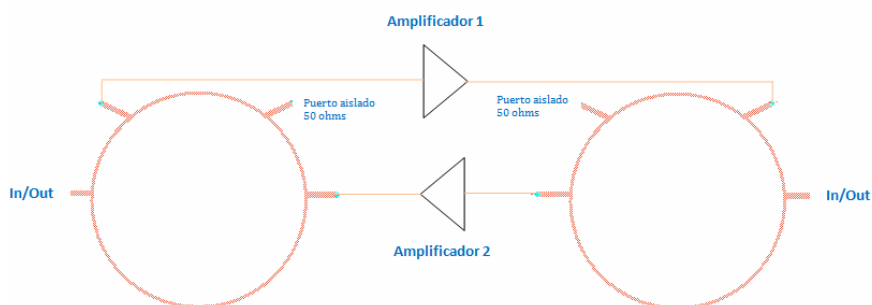 Amplificador 1
Puerto aislado
50 ohms
Puerto aislado
50 ohms
In/Out
In/Out
Amplificador 2